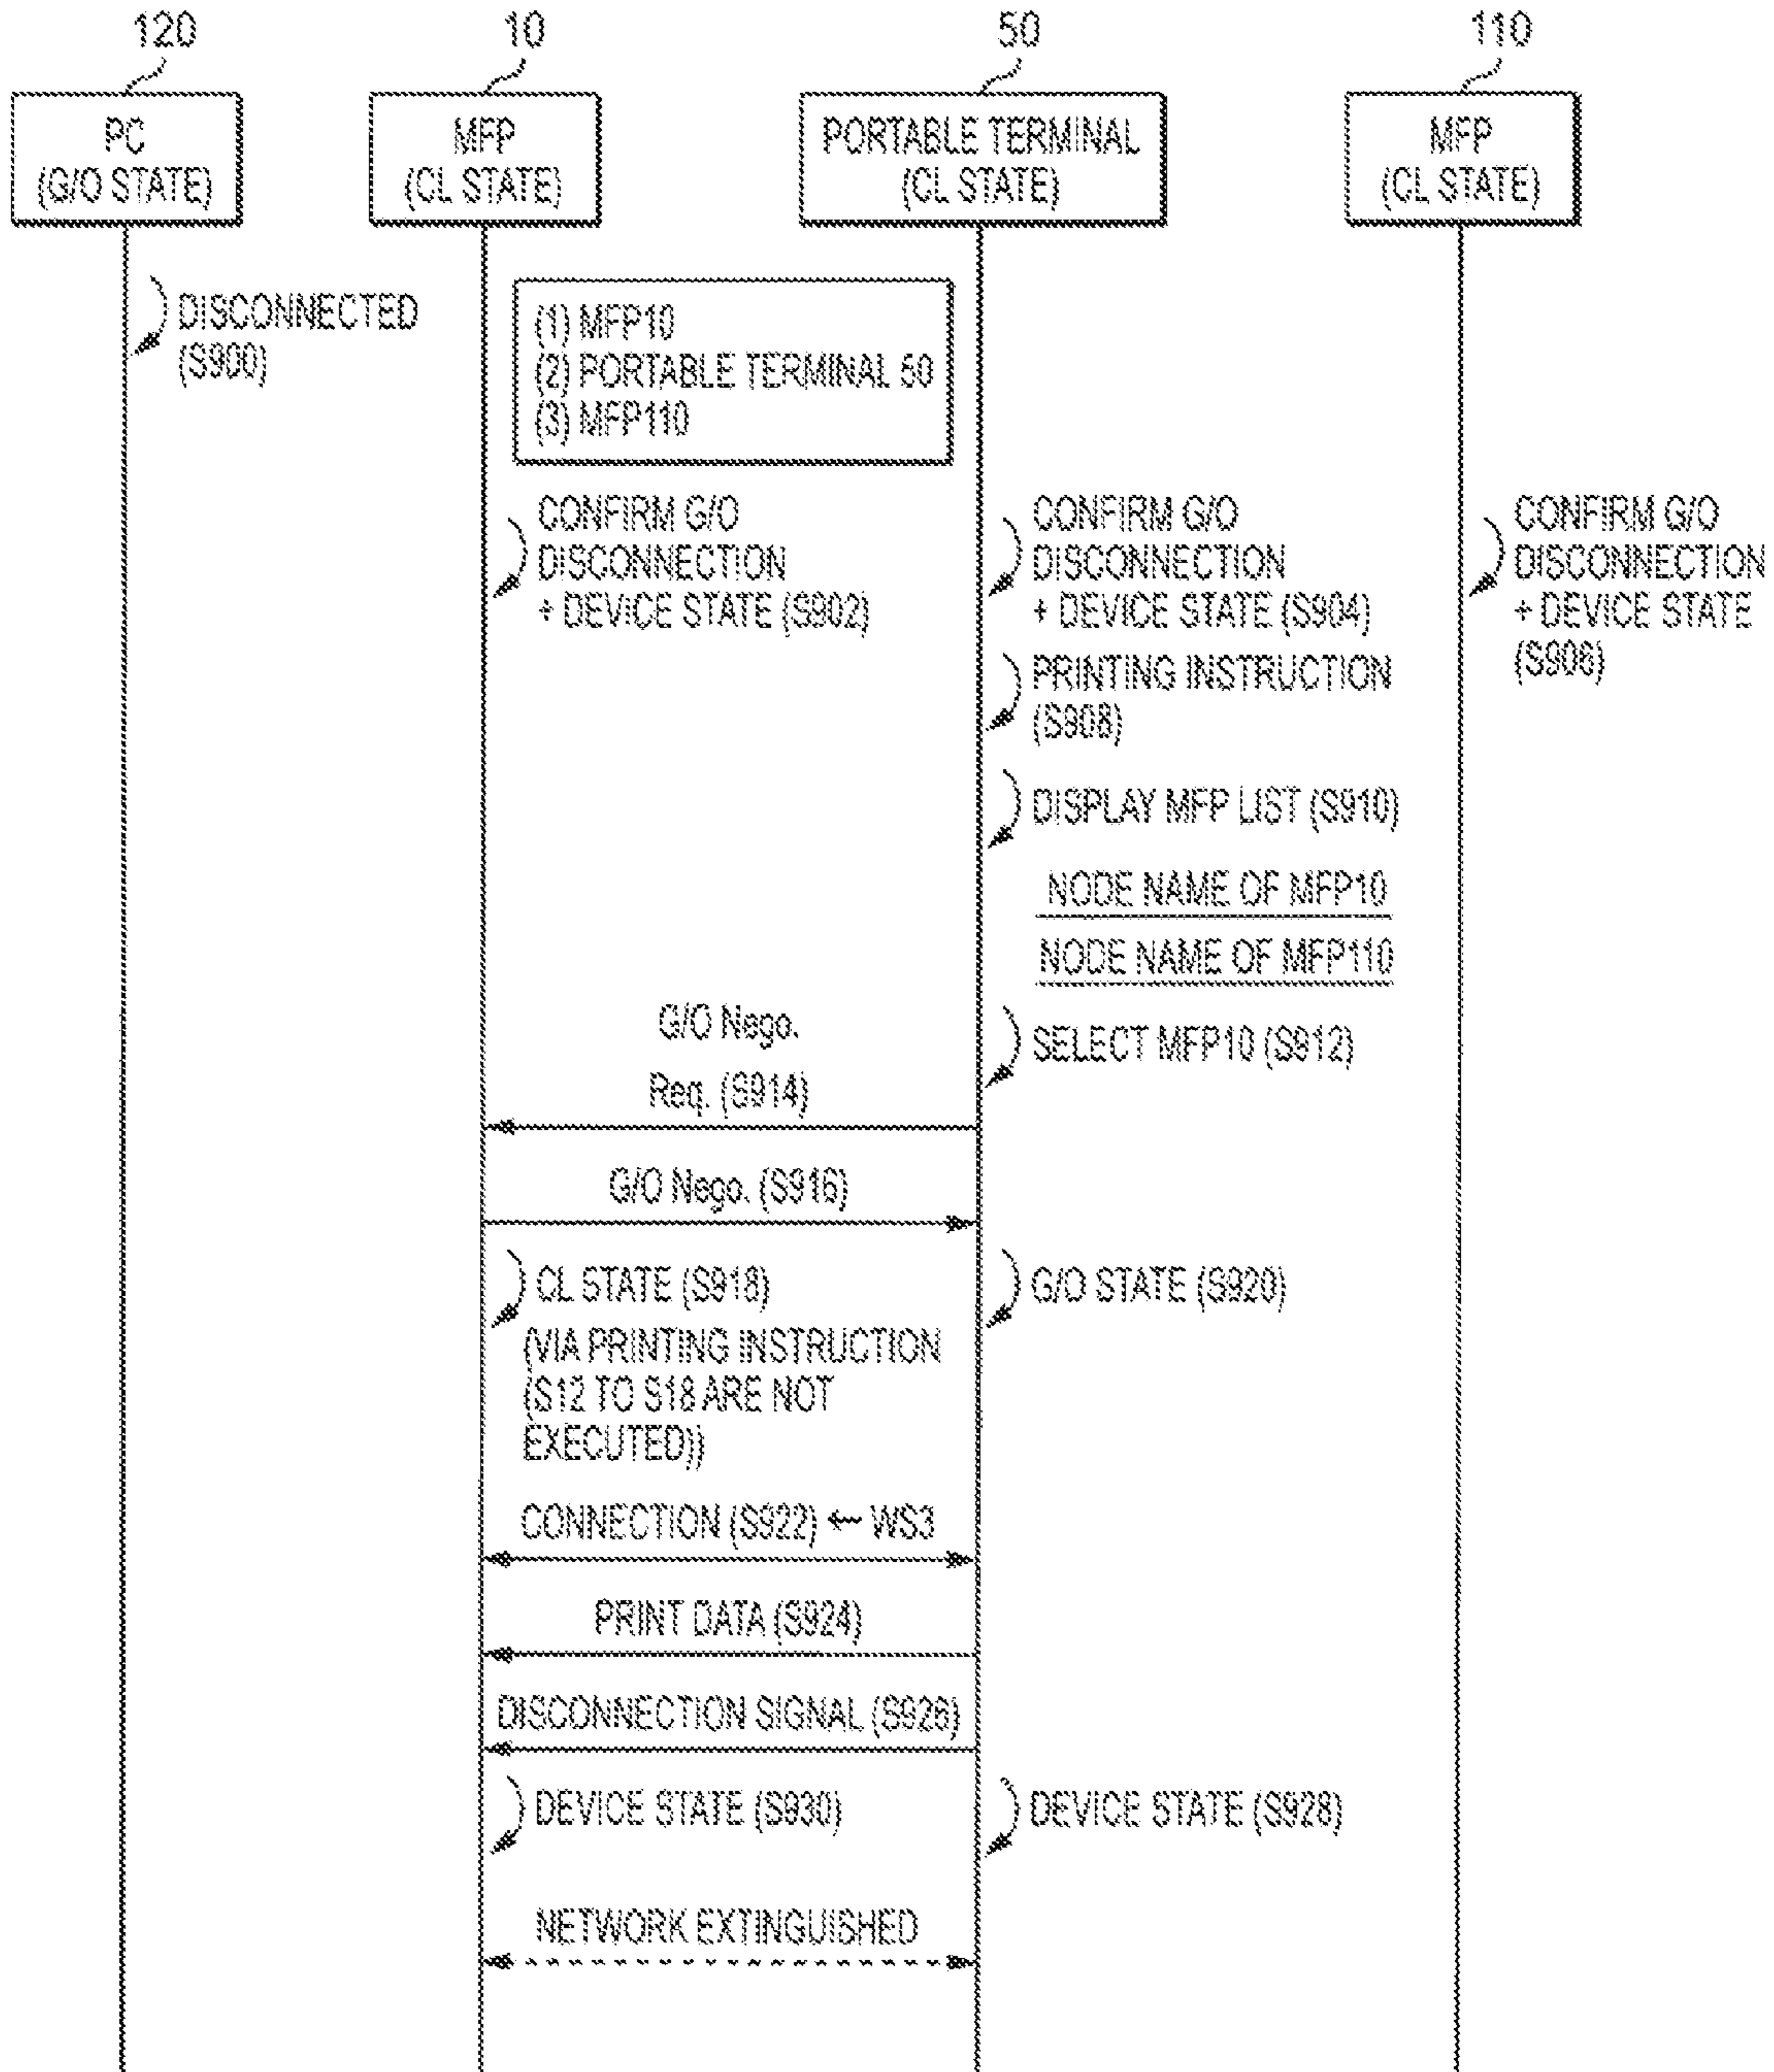 120
10
50
110
PC
(G/O STATE)
MFP
(CL STATE)
PORTABLE TERMINAL
(CL STATE)
MFP
(CL STATE)
DISCONNECTED
(S900)
(1) MFP10
(2) PORTABLE TERMINAL 50
(3) MFP110
CONFIRM G/O
DISCONNECTION
+ DEVICE STATE (S902)
CONFIRM G/O
DISCONNECTION
+ DEVICE STATE (S904)
CONFIRM G/O
DISCONNECTION
+ DEVICE STATE
(S906)
PRINTING INSTRUCTION
(S908)
DISPLAY MFP LIST (S910)
NODE NAME OF MFP10
NODE NAME OF MFP110
SELECT MFP10 (S912)
G/O Nego.
Req. (S914)
G/O Nego. (S916)
CL STATE (S918)
(VIA PRINTING INSTRUCTION
(S12 TO S18 ARE NOT
EXECUTED))
G/O STATE (S920)
CONNECTION (S922) ← WS3
PRINT DATA (S924)
DISCONNECTION SIGNAL (S926)
DEVICE STATE (S930)
DEVICE STATE (S928)
NETWORK EXTINGUISHED